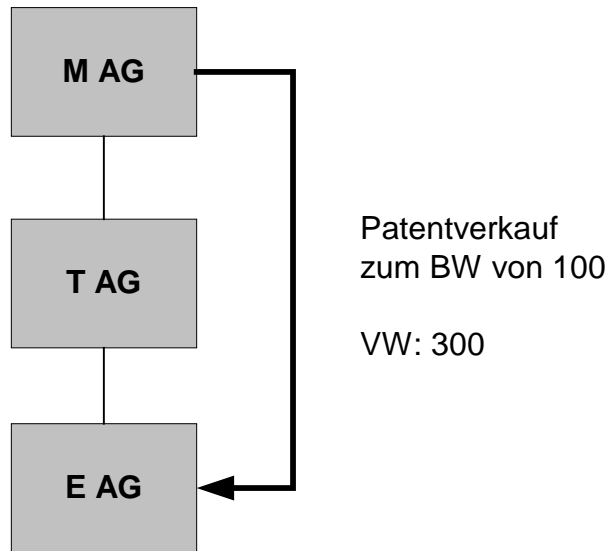 M AG
T AG
E AG
Patentverkauf
zum BW von 100
VW: 300